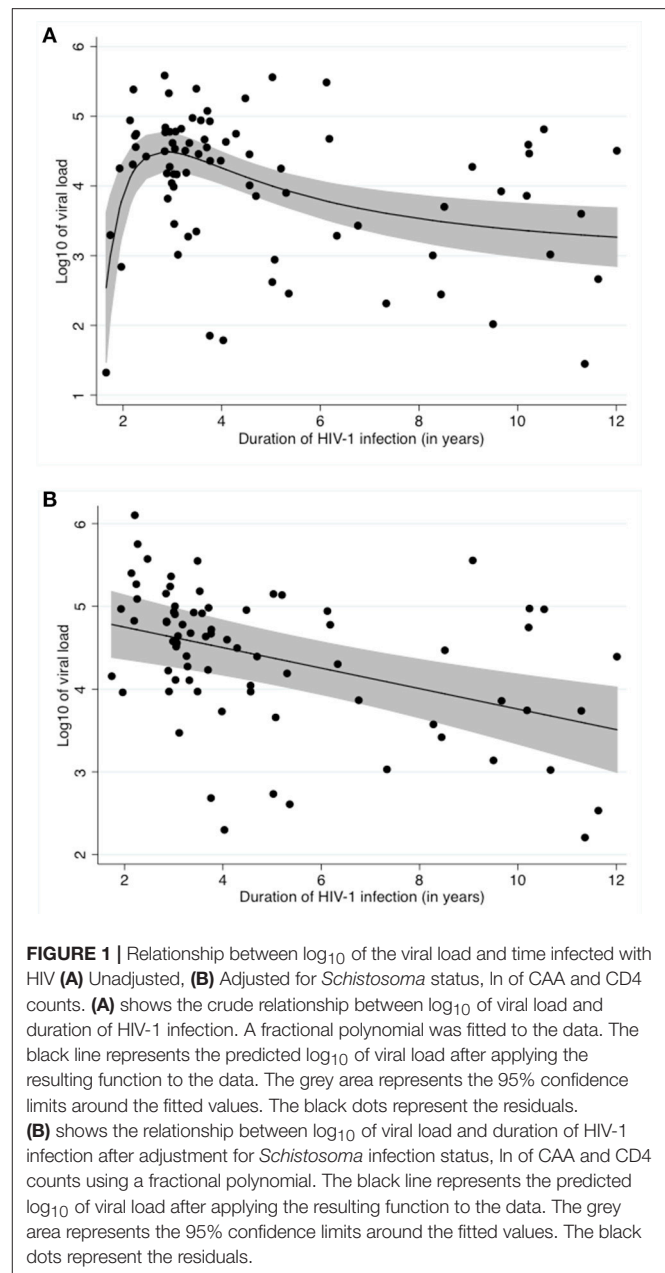 A
6
5
4
3
2
1
Log10 of viral load
2
4
6
8
10
12
Duration of HIV-1 infection (in years)
B
6
5
4
3
2
Log10 of viral load
2
4
6
8
10
12
Duration of HIV-1 infection (in years)
FIGURE 1 | Relationship between log10 of the viral load and time infected with
HIV (A) Unadjusted, (B) Adjusted for Schistosoma status, ln of CAA and CD4
counts. (A) shows the crude relationship between log10 of viral load and
duration of HIV-1 infection. A fractional polynomial was fitted to the data. The
black line represents the predicted log10 of viral load after applying the
resulting function to the data. The grey area represents the 95% confidence
limits around the fitted values. The black dots represent the residuals.
(B) shows the relationship between log10 of viral load and duration of HIV-1
infection after adjustment for Schistosoma infection status, ln of CAA and CD4
counts using a fractional polynomial. The black line represents the predicted
log10 of viral load after applying the resulting function to the data. The grey
area represents the 95% confidence limits around the fitted values. The black
dots represent the residuals.